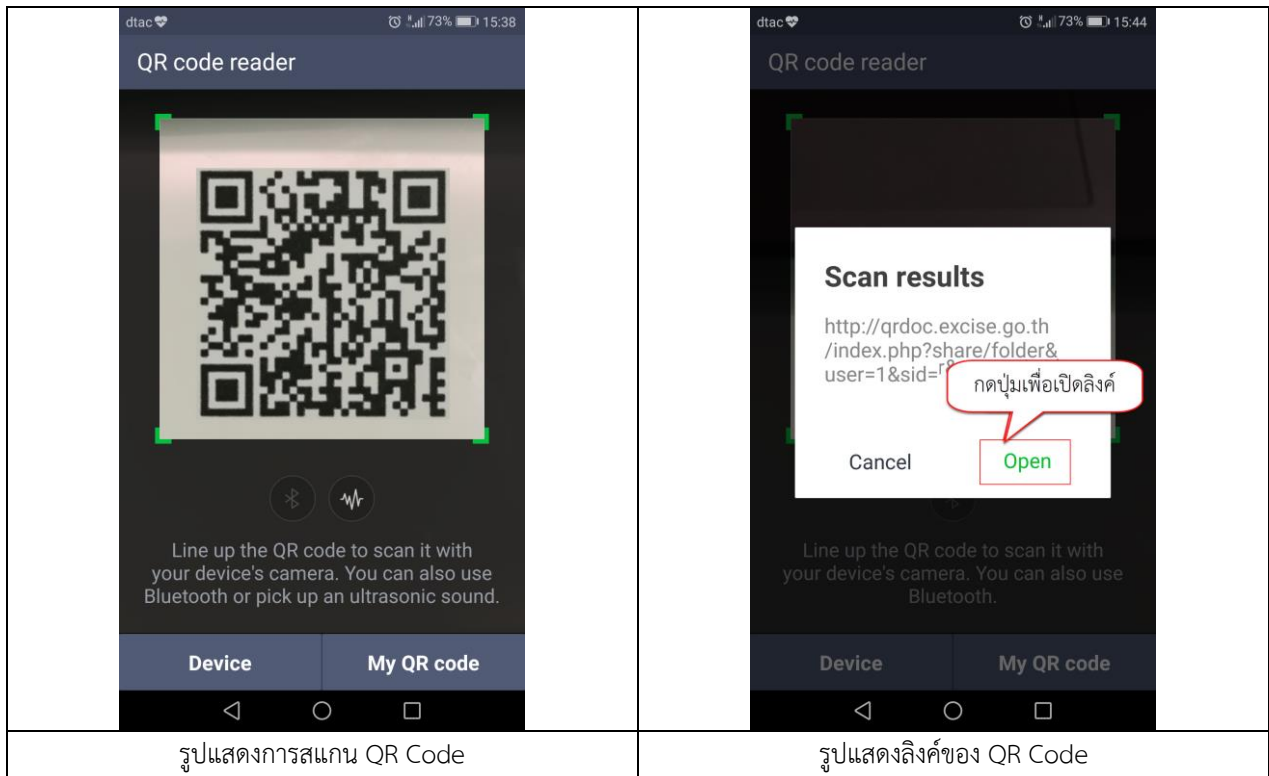 dtac 73% 15:38
QR code reader
Line up the QR code to scan it with
your device's camera. You can also use
Bluetooth or pick up an ultrasonic sound.
Device My QR code
รูปแสดงการสแกน QR Code
dtac 73% 15:44
QR code reader
Scan results
http://qrdoc.excise.go.th
/index.php?share/folder&
user=1&sid=
กดปุ่มเพื่อเปิดลิงค์
Cancel Open
Line up the QR code to scan it with
your device's camera. You can also use
Bluetooth.
Device My QR code
รูปแสดงลิงค์ของ QR Code